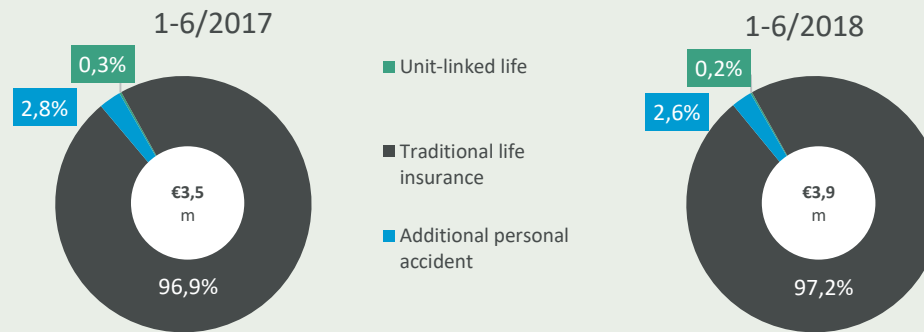 1-6/2017
0,3%
2,8%
€3,5
m
96,9%
Unit-linked life
Traditional life
insurance
Additional personal
accident
1-6/2018
0,2%
2,6%
€3,9
m
97,2%